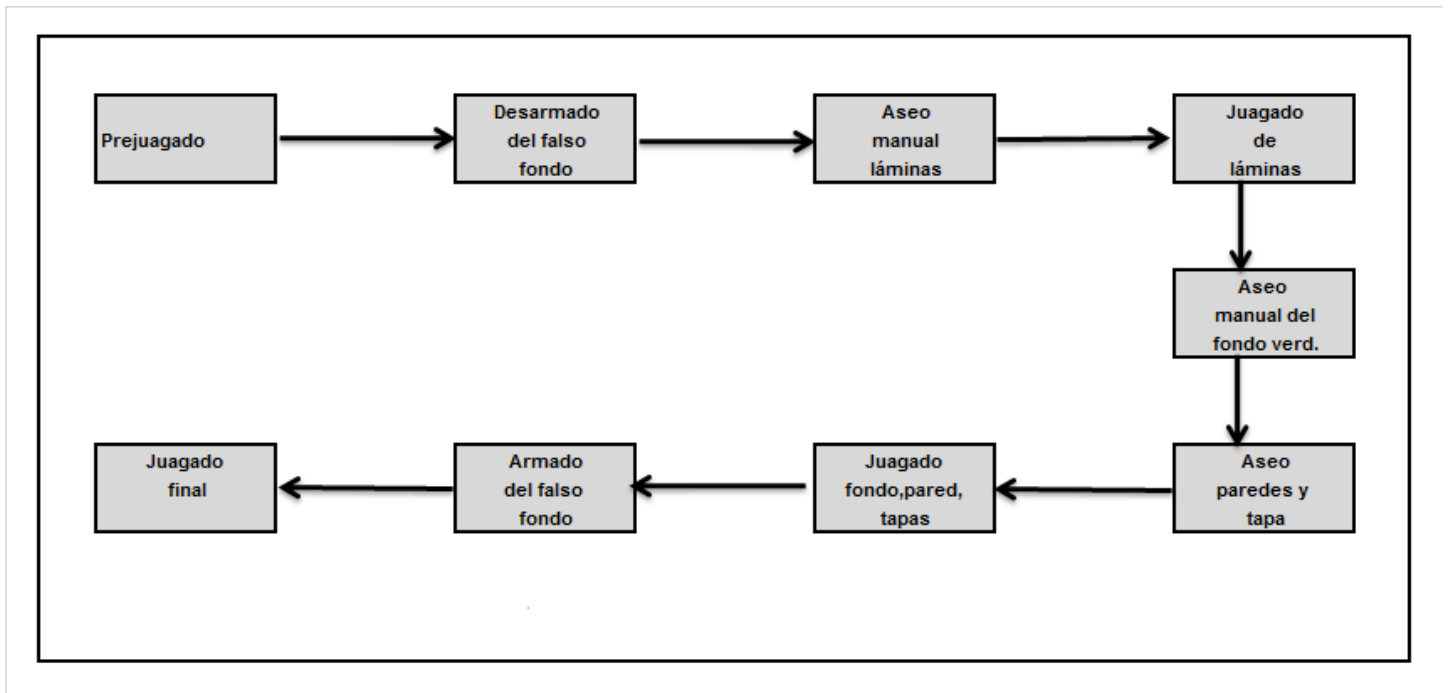 Prejuagado
Desarmado
del falso
fondo
Aseo
manual
láminas
Juagado
de
láminas
Aseo
manual del
fondo verd.
Aseo
paredes y
tapa
Juagado
fondo,pared,
tapas
Armado
del falso
fondo
Juagado
final